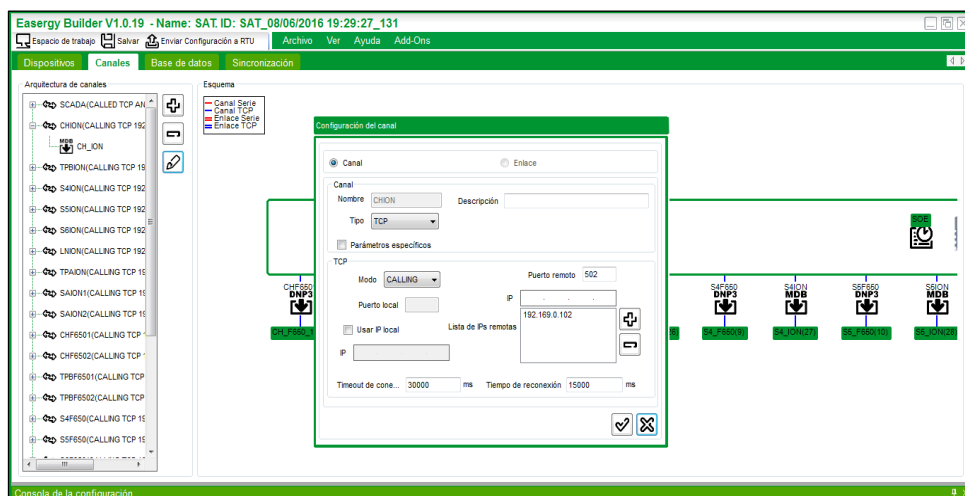 Easergy Builder V1.0.19 - Name: SAT. ID: SAT_08/06/2016 19:29:27_131
Espacio de trabajo Salvar Enviar Configuración a RTU Archivo Ver Ayuda Add-Ons
Dispositivos Canales Base de datos Sincronización
Arquitectura de canales
SCADA(CALLED TCP AN
CHION(CALLING TCP 192
MDB
CH_ION
TPBION(CALLING TCP 19
S4ION(CALLING TCP 192
S5ION(CALLING TCP 192
S6ION(CALLING TCP 192
LNION(CALLING TCP 192
TPAION(CALLING TCP 19
SAION1(CALLING TCP 19
SAION2(CALLING TCP 19
CHF6501(CALLING TCP
CHF6502(CALLING TCP
TPBF6501(CALLING TCP
TPBF6502(CALLING TCP
S4F650(CALLING TCP 19
S5F650(CALLING TCP 19
Esquema
Canal Serie
Canal TCP
Enlace Serie
Enlace TCP
Configuración del canal
Canal Enlace
Canal
Nombre CHION Descripción
Tipo TCP
Parámetros específicos
TCP
Modo CALLING Puerto remoto 502
Puerto local IP . . .
Usar IP local Lista de IPs remotas 192.169.0.102
IP
Timeout de cone... 30000 ms Tiempo de reconexión 15000 ms
SOE
CHF650
DNP3
CH_F650_1
S4F650
DNP3
S4_F650(9)
S4ION
MDB
S4_ION(27)
S5F650
DNP3
S5_F650(10)
S5ION
MDB
S5_ION(28)
Consola de la configuración